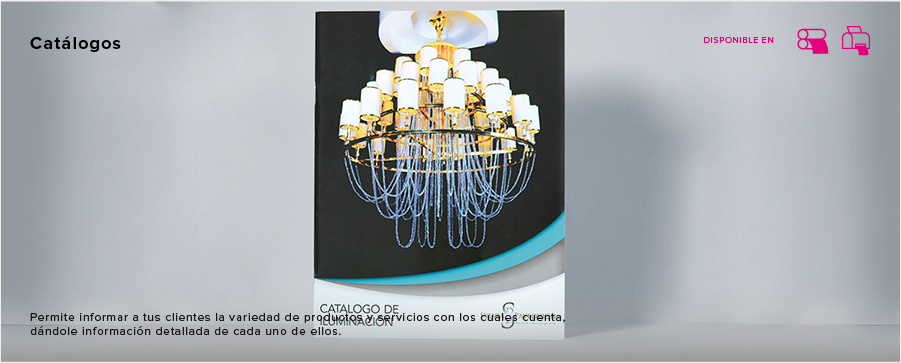 Catálogos
DISPONIBLE EN
CATALOGO DE
ILUMINACIÓN
Permite informar a tus clientes la variedad de productos y servicios con los cuales cuenta,
dándole información detallada de cada uno de ellos.